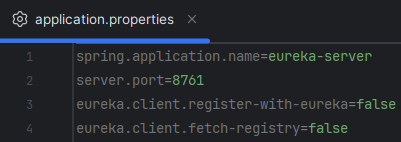 application.properties
1 spring.application.name=eureka-server
2 server.port=8761
3 eureka.client.register-with-eureka=false
4 eureka.client.fetch-registry=false